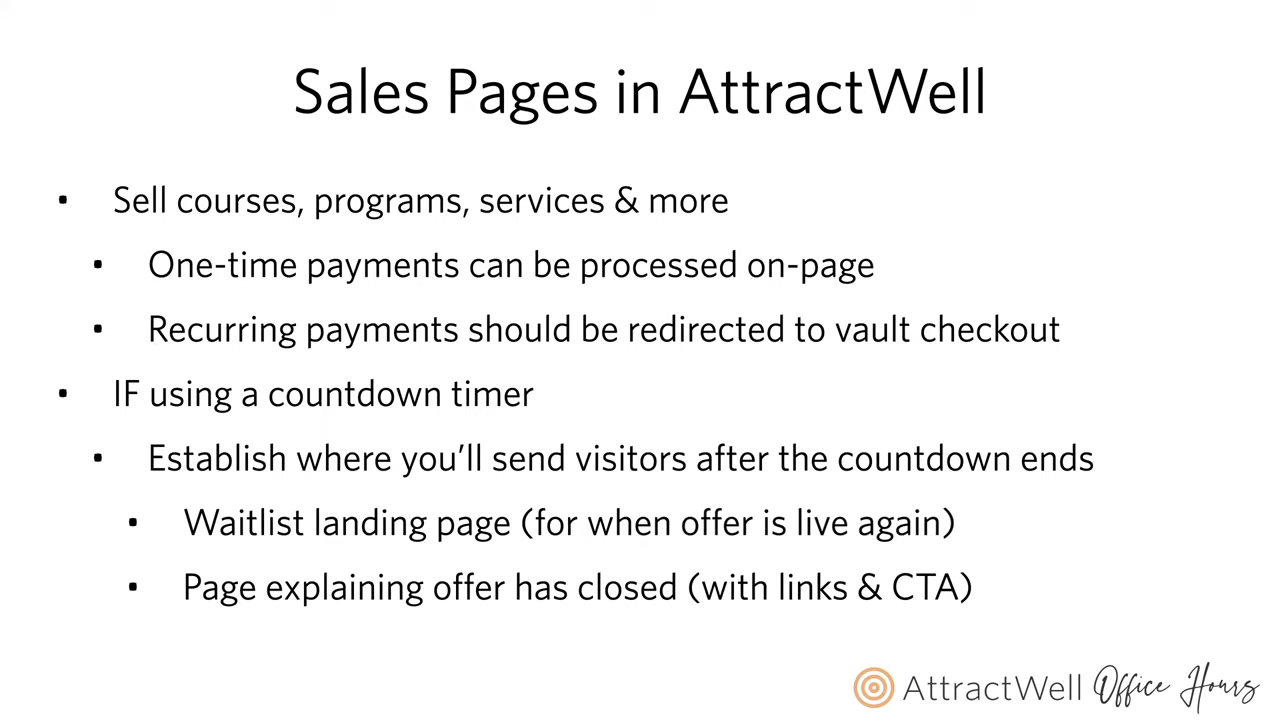 Sales Pages in AttractWell
• Sell courses, programs, services & more
• One-time payments can be processed on-page
• Recurring payments should be redirected to vault checkout
• IF using a countdown timer
• Establish where you’ll send visitors after the countdown ends
• Waitlist landing page (for when offer is live again)
• Page explaining offer has closed (with links & CTA)
AttractWell Office Hours